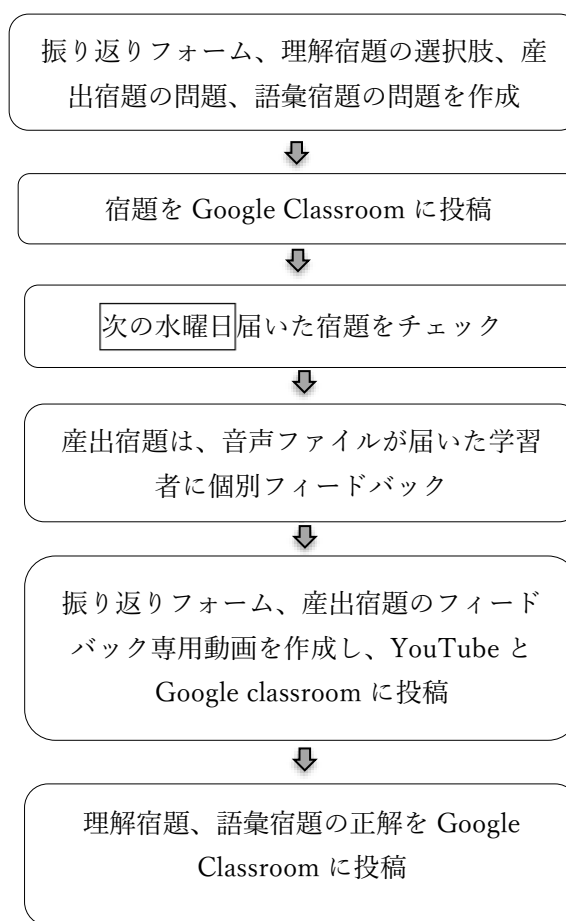 振り返りフォーム、理解宿題の選択肢、産
出宿題の問題、語彙宿題の問題を作成
宿題を Google Classroom に投稿
次の水曜日届いた宿題をチェック
産出宿題は、音声ファイルが届いた学習
者に個別フィードバック
振り返りフォーム、産出宿題のフィード
バック専用動画を作成し、YouTube と
Google classroom に投稿
理解宿題、語彙宿題の正解を Google
Classroom に投稿